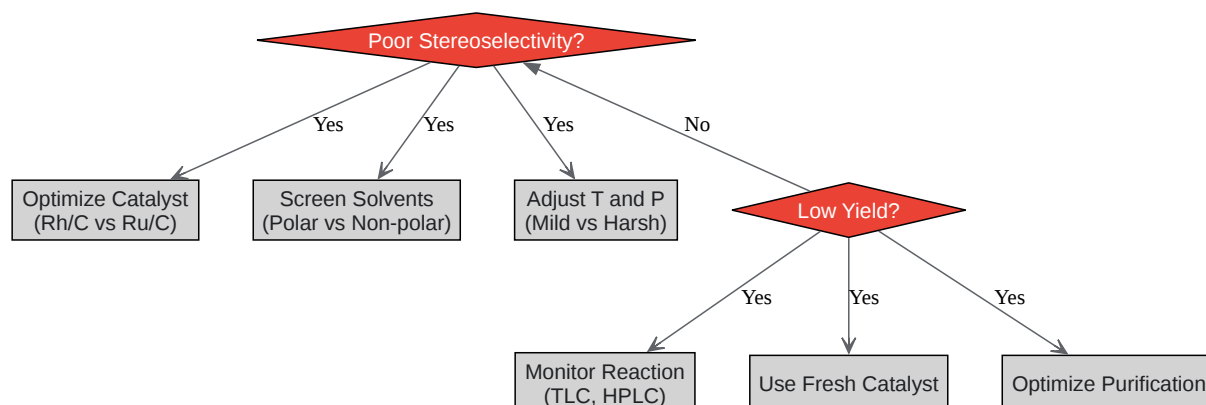 Poor Stereoselectivity?
Yes
Yes
Yes
No
Optimize Catalyst
(Rh/C vs Ru/C)
Screen Solvents
(Polar vs Non-polar)
Adjust T and P
(Mild vs Harsh)
Low Yield?
Yes
Yes
Yes
Monitor Reaction
(TLC, HPLC)
Use Fresh Catalyst
Optimize Purification